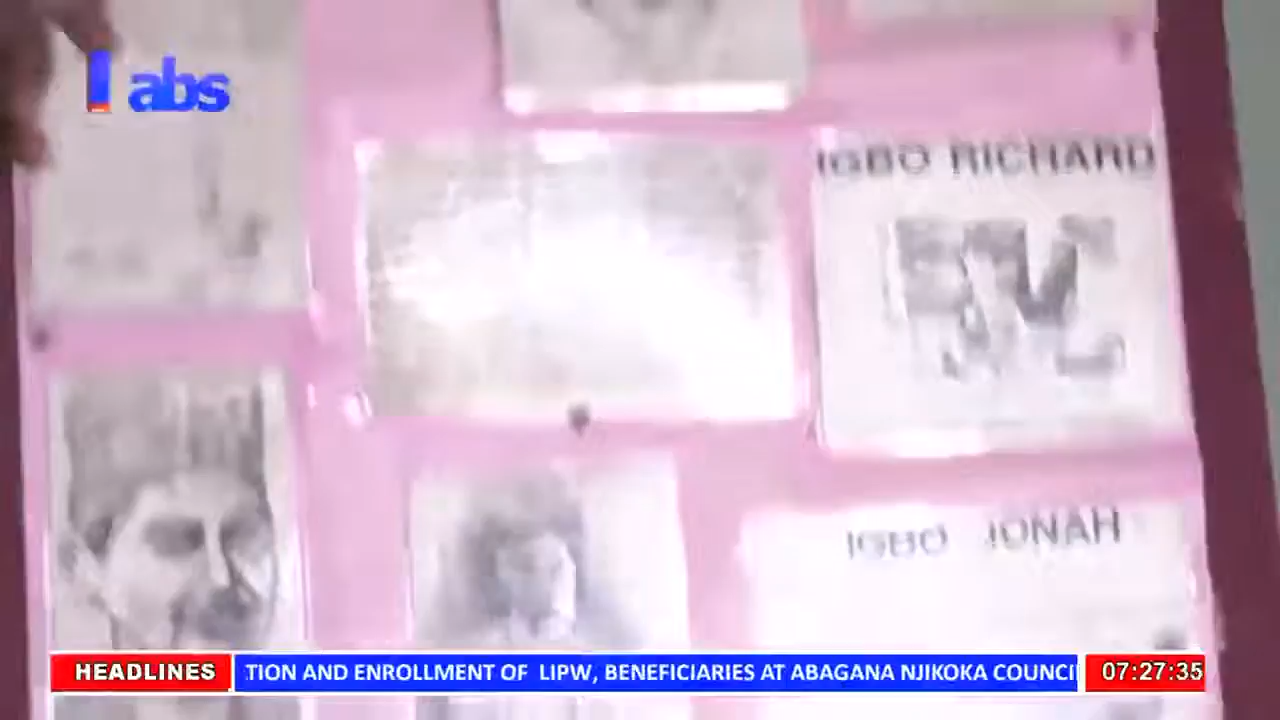 abs
IGBO RICHARD
IGBO JONAH
HEADLINES
TION AND ENROLLMENT OF LIPW, BENEFICIARIES AT ABAGANA NJIKOKA COUNCI
07:27:35